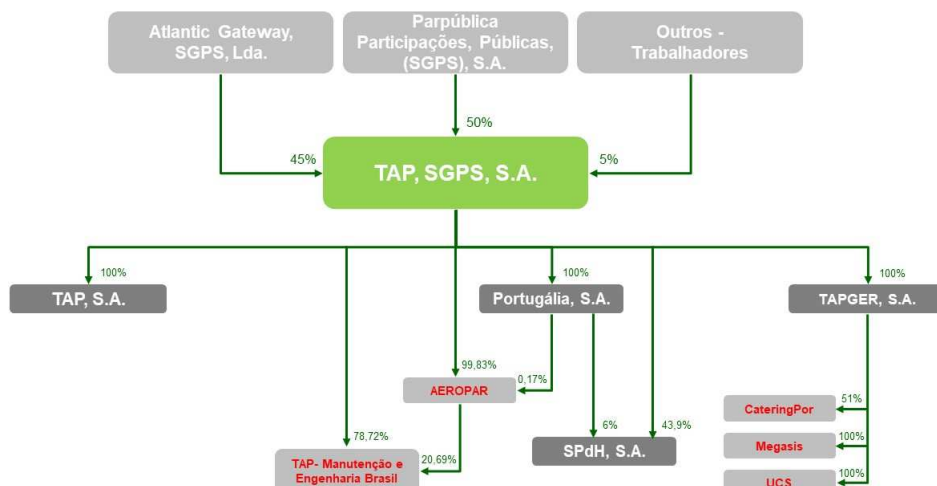 Atlantic Gateway,
SGPS, Lda.
Parpública
Participações, Públicas,
(SGPS), S.A.
Outros -
Trabalhadores
50%
45%
5%
TAP, SGPS, S.A.
100%
100%
100%
TAP, S.A.
Portugália, S.A.
TAPGER, S.A.
99,83%
0,17%
AEROPAR
51%
CateringPor
78,72%
6%
43,9%
20,69%
TAP- Manutenção e
Engenharia Brasil
SPdH, S.A.
100%
Megasis
100%
UCS